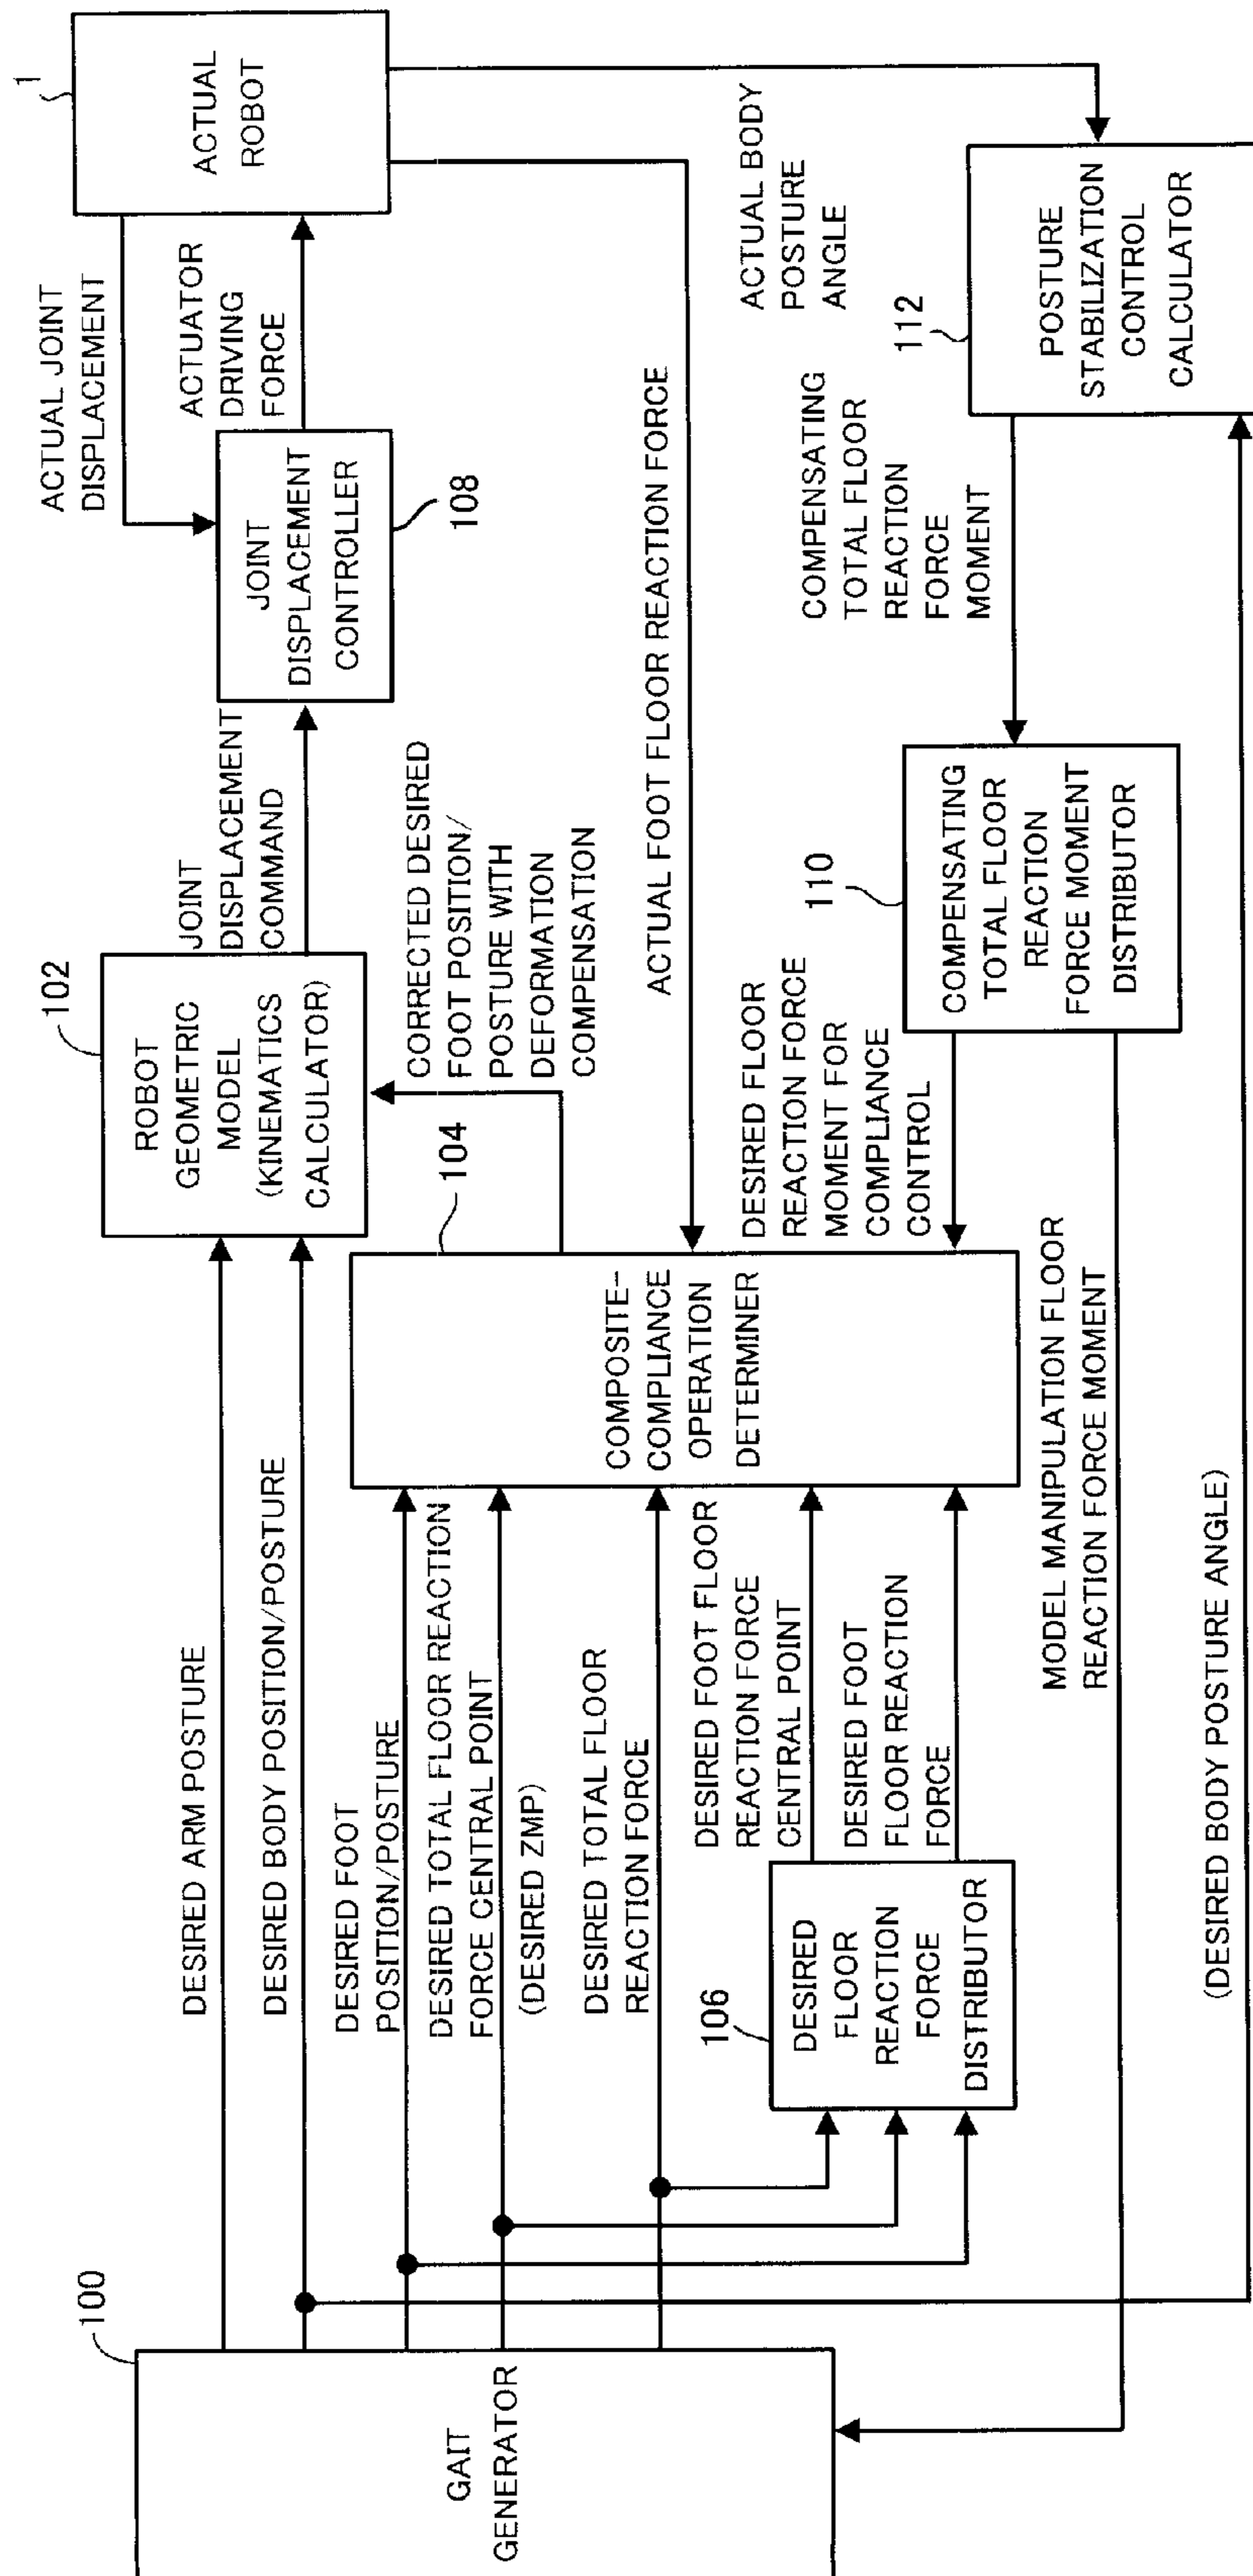 100
GAIT
GENERATOR
DESIRED ARM POSTURE
DESIRED BODY POSITION/POSTURE
DESIRED FOOT
POSITION/POSTURE
DESIRED TOTAL FLOOR REACTION
FORCE CENTRAL POINT
(DESIRED ZMP)
DESIRED TOTAL FLOOR
REACTION FORCE
106
DESIRED
FLOOR
REACTION
FORCE
DISTRIBUTOR
DESIRED FOOT FLOOR
REACTION FORCE
CENTRAL POINT
DESIRED FOOT
FLOOR REACTION
FORCE
102
ROBOT
GEOMETRIC
MODEL
(KINEMATICS
CALCULATOR)
104
COMPOSITE-
COMPLIANCE
OPERATION
DETERMINER
JOINT
DISPLACEMENT
COMMAND
CORRECTED DESIRED
FOOT POSITION/
POSTURE WITH
DEFORMATION
COMPENSATION
JOINT
DISPLACEMENT
CONTROLLER
108
ACTUAL JOINT
DISPLACEMENT
ACTUATOR
DRIVING
FORCE
1
ACTUAL
ROBOT
ACTUAL FOOT FLOOR REACTION FORCE
ACTUAL BODY
POSTURE
ANGLE
DESIRED FLOOR
REACTION FORCE
MOMENT FOR
COMPLIANCE
CONTROL
110
COMPENSATING
TOTAL FLOOR
REACTION
FORCE MOMENT
DISTRIBUTOR
COMPENSATING
TOTAL FLOOR
REACTION
FORCE
MOMENT
112
POSTURE
STABILIZATION
CONTROL
CALCULATOR
MODEL MANIPULATION FLOOR
REACTION FORCE MOMENT
(DESIRED BODY POSTURE ANGLE)